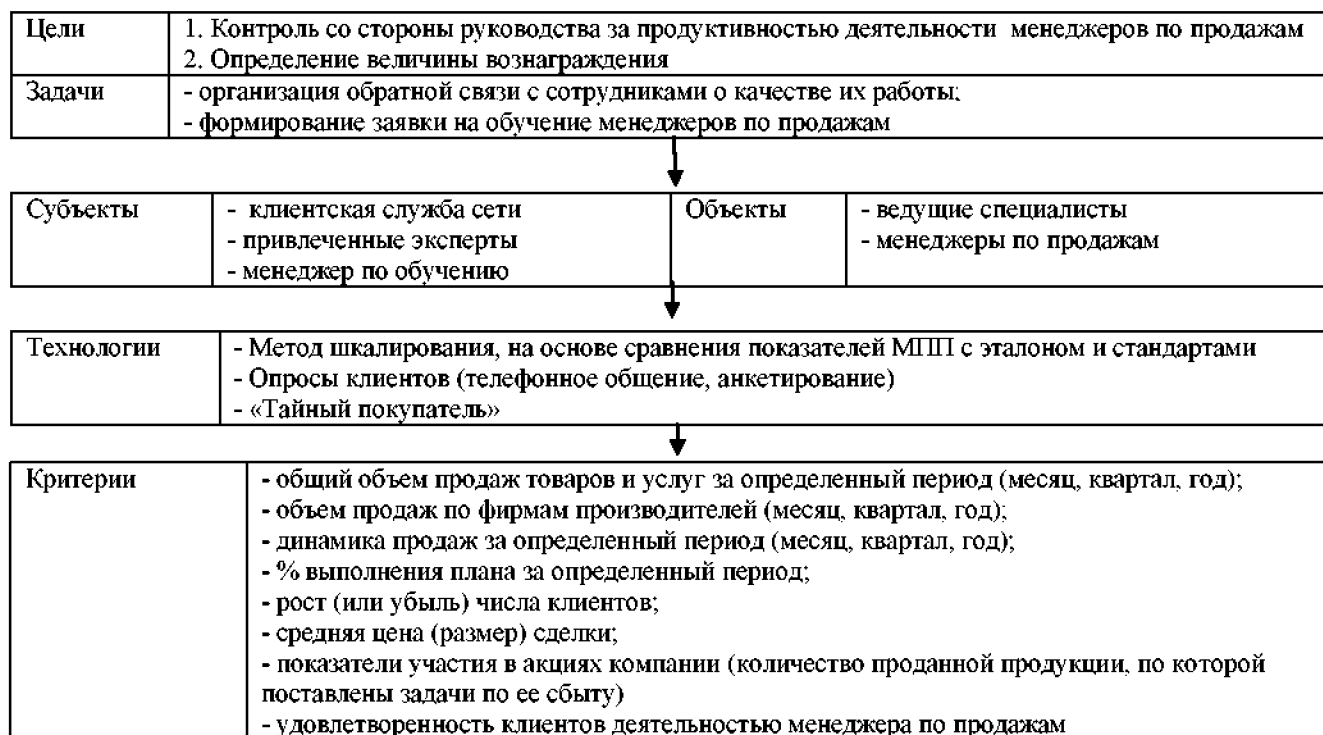 Цели
1. Контроль со стороны руководства за продуктивностью деятельности менеджеров по продажам
2. Определение величины вознаграждения
Задачи
- организация обратной связи с сотрудниками о качестве их работы;
- формирование заявки на обучение менеджеров по продажам
Субъекты
- клиентская служба сети
- привлеченные эксперты
- менеджер по обучению
Объекты
- ведущие специалисты
- менеджеры по продажам
Технологии
- Метод шкалирования, на основе сравнения показателей МПП с эталоном и стандартами
- Опросы клиентов (телефонное общение, анкетирование)
- «Тайный покупатель»
Критерии
- общий объем продаж товаров и услуг за определенный период (месяц, квартал, год);
- объем продаж по фирмам производителей (месяц, квартал, год);
- динамика продаж за определенный период (месяц, квартал, год);
- % выполнения плана за определенный период;
- рост (или убыль) числа клиентов;
- средняя цена (размер) сделки;
- показатели участия в акциях компании (количество проданной продукции, по которой
поставлены задачи по ее сбыту)
- удовлетворенность клиентов деятельностью менеджера по продажам